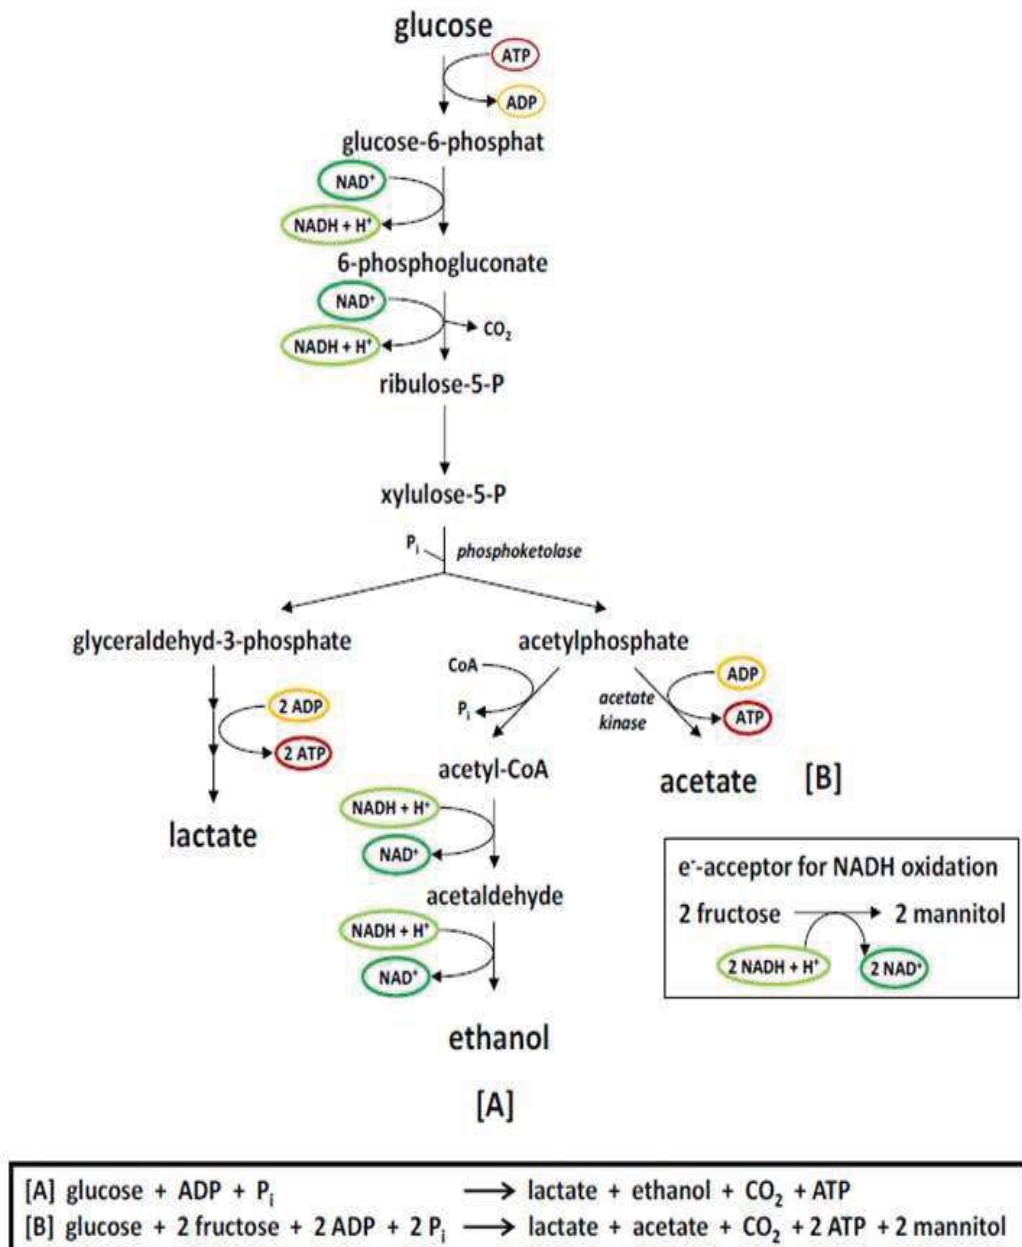 glucose
ATP
ADP
glucose-6-phosphat
NAD⁺
NADH + H⁺
6-phosphogluconate
NAD⁺
CO₂
NADH + H⁺
ribulose-5-P
xylulose-5-P
Pᵢ phosphoketolase
glyceraldehyd-3-phosphate acetylphosphate
CoA ADP
2 ADP Pᵢ acetate kinase ATP
2 ATP
acetyl-CoA acetate [B]
lactate NADH + H⁺
NAD⁺
e⁻-acceptor for NADH oxidation
acetaldehyde
2 fructose 2 mannitol
NADH + H⁺
2 NADH + H⁺ 2 NAD⁺
NAD⁺
ethanol
[A]
[A] glucose + ADP + Pᵢ ⟶ lactate + ethanol + CO₂ + ATP
[B] glucose + 2 fructose + 2 ADP + 2 Pᵢ ⟶ lactate + acetate + CO₂ + 2 ATP + 2 mannitol